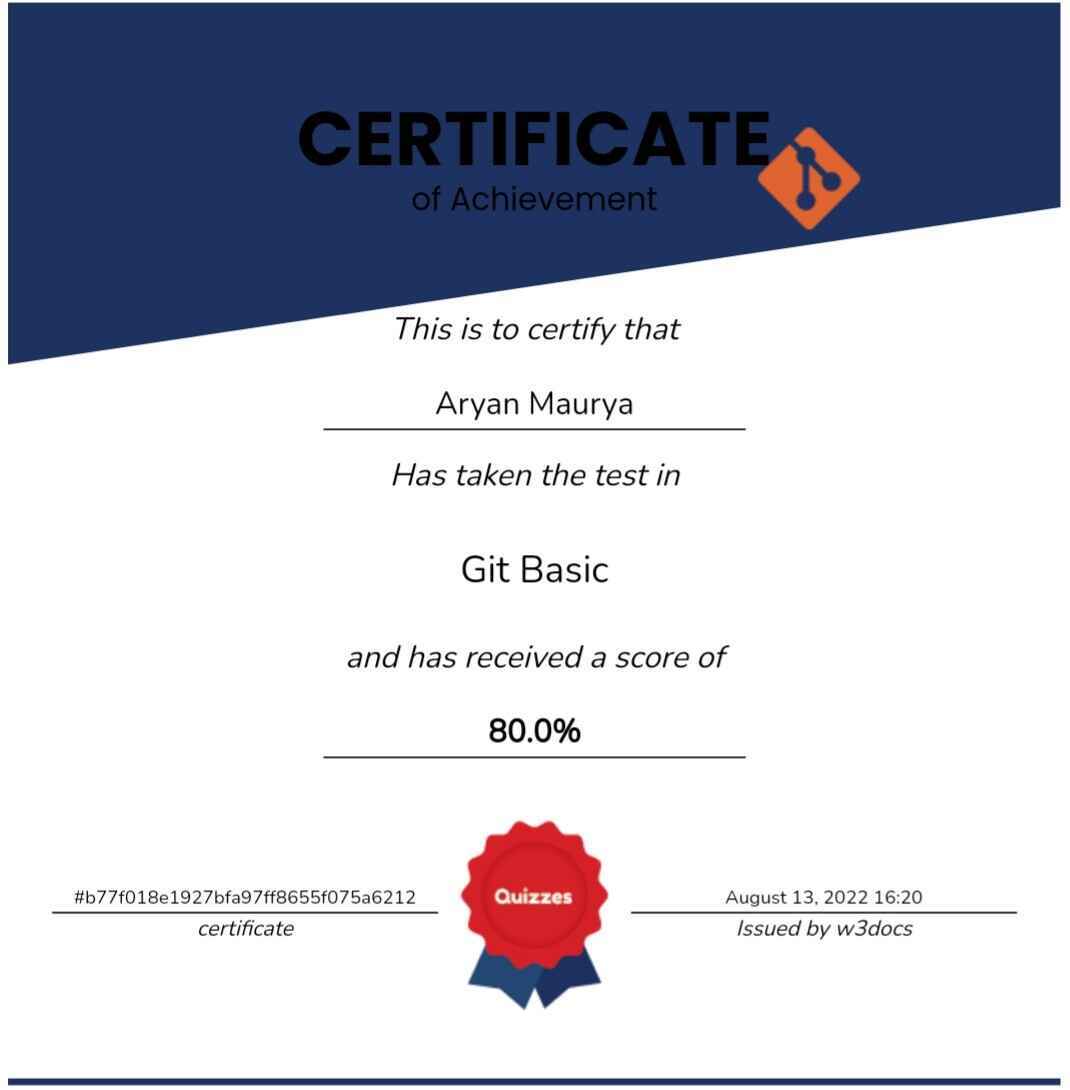 CERTIFICATE
of Achievement
This is to certify that
Aryan Maurya
Has taken the test in
Git Basic
and has received a score of
80.0%
#b77f018e1927bfa97ff8655f075a6212
certificate
Quizzes
August 13, 2022 16:20
Issued by w3docs